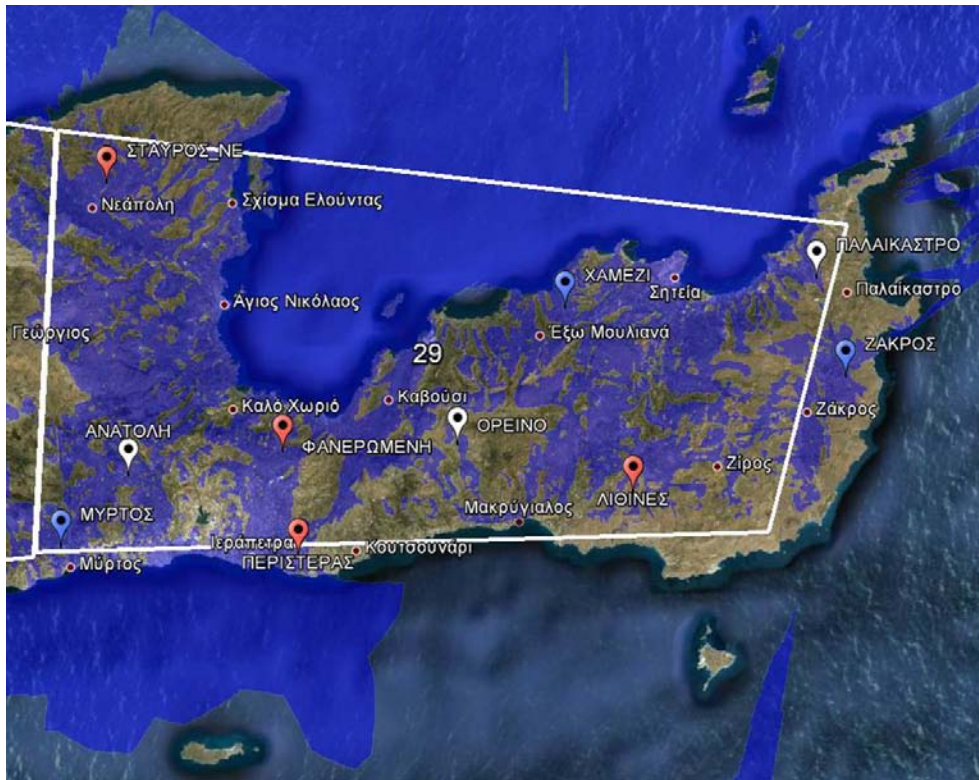 ΣΤΑΥΡΟΣ_ΝΕ
Νεάπολη
Σχίσμα Ελούντας
ΠΑΛΑΙΚΑΣΤΡΟ
ΧΑΜΕΖΙ
Σητεία
Παλαίκαστρο
Άγιος Νικόλαος
Γεώργιος
Έξω Μουλιανά
29
ΖΑΚΡΟΣ
Καβούσι
Καλό Χωριό
Ζάκρος
ΟΡΕΙΝΟ
ΑΝΑΤΟΛΗ
ΦΑΝΕΡΩΜΕΝΗ
Ζίρος
ΛΙΘΙΝΕΣ
ΜΥΡΤΟΣ
Μακρύγιαλος
Ιεράπετρα
Κουτσουνάρι
ΠΕΡΙΣΤΕΡΑΣ
Μύρτος